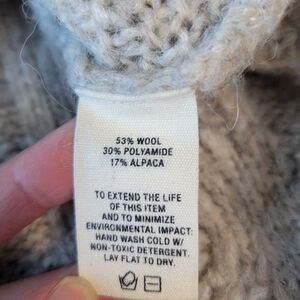 53% WOOL
30% POLYAMIDE
17% ALPACA
TO EXTEND THE LIFE
OF THIS ITEM
AND TO MINIMIZE
ENVIRONMENTAL IMPACT:
HAND WASH COLD W/
NON-TOXIC DETERGENT.
LAY FLAT TO DRY.